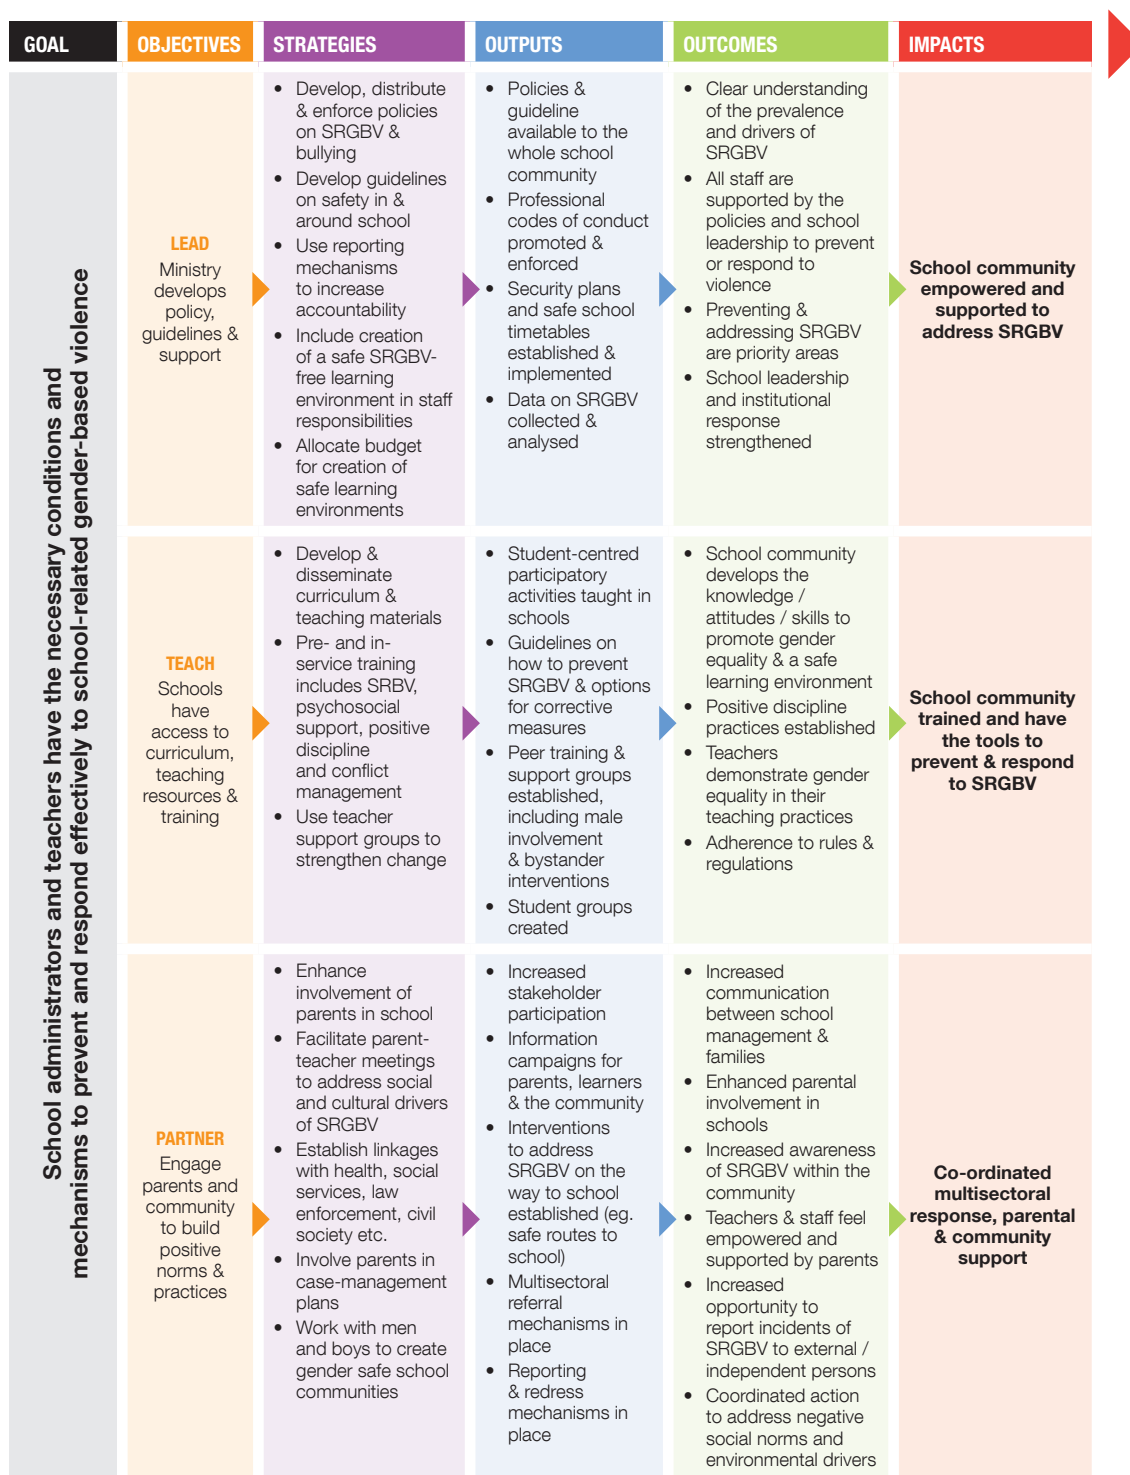 GOAL
OBJECTIVES
STRATEGIES
OUTPUTS
OUTCOMES
IMPACTS
School administrators and teachers have the necessary conditions and
mechanisms to prevent and respond effectively to school-related gender-based violence
LEAD
Ministry
develops
policy,
guidelines &
support
• Develop, distribute
& enforce policies
on SRGBV &
bullying
• Develop guidelines
on safety in &
around school
• Use reporting
mechanisms
to increase
accountability
• Include creation
of a safe SRGBV-
free learning
environment in staff
responsibilities
• Allocate budget
for creation of
safe learning
environments
• Policies &
guideline
available to the
whole school
community
• Professional
codes of conduct
promoted &
enforced
• Security plans
and safe school
timetables
established &
implemented
• Data on SRGBV
collected &
analysed
• Clear understanding
of the prevalence
and drivers of
SRGBV
• All staff are
supported by the
policies and school
leadership to prevent
or respond to
violence
• Preventing &
addressing SRGBV
are priority areas
• School leadership
and institutional
response
strengthened
School community
empowered and
supported to
address SRGBV
TEACH
Schools
have
access to
curriculum,
teaching
resources &
training
• Develop &
disseminate
curriculum &
teaching materials
• Pre- and in-
service training
includes SRBV,
psychosocial
support, positive
discipline
and conflict
management
• Use teacher
support groups to
strengthen change
• Student-centred
participatory
activities taught in
schools
• Guidelines on
how to prevent
SRGBV & options
for corrective
measures
• Peer training &
support groups
established,
including male
involvement
& bystander
interventions
• Student groups
created
• School community
develops the
knowledge /
attitudes / skills to
promote gender
equality & a safe
learning environment
• Positive discipline
practices established
• Teachers
demonstrate gender
equality in their
teaching practices
• Adherence to rules &
regulations
School community
trained and have
the tools to
prevent & respond
to SRGBV
PARTNER
Engage
parents and
community
to build
positive
norms &
practices
• Enhance
involvement of
parents in school
• Facilitate parent-
teacher meetings
to address social
and cultural drivers
of SRGBV
• Establish linkages
with health, social
services, law
enforcement, civil
society etc.
• Involve parents in
case-management
plans
• Work with men
and boys to create
gender safe school
communities
• Increased
stakeholder
participation
• Information
campaigns for
parents, learners
& the community
• Interventions
to address
SRGBV on the
way to school
established (eg.
safe routes to
school)
• Multisectoral
referral
mechanisms in
place
• Reporting
& redress
mechanisms in
place
• Increased
communication
between school
management &
families
• Enhanced parental
involvement in
schools
• Increased awareness
of SRGBV within the
community
• Teachers & staff feel
empowered and
supported by parents
• Increased
opportunity to
report incidents of
SRGBV to external /
independent persons
• Coordinated action
to address negative
social norms and
environmental drivers
Co-ordinated
multisectoral
response, parental
& community
support